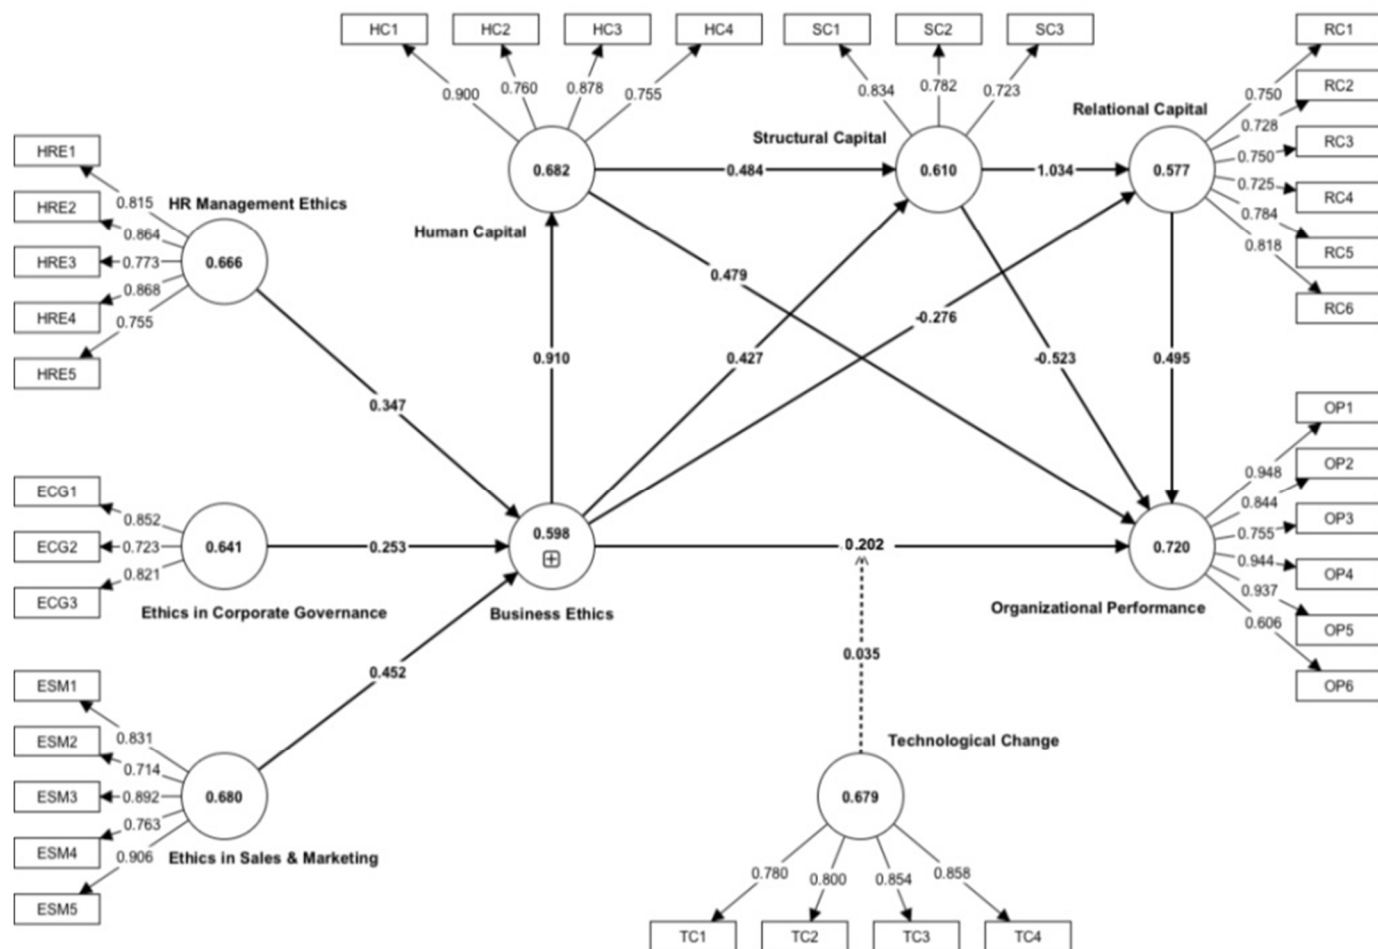 HC1
HC2
HC3
HC4
SC1
SC2
SC3
RC1
0.900
0.760
0.878
0.755
0.834
0.782
0.723
0.750
RC2
Relational Capital
0.728
Structural Capital
RC3
0.750
HRE1
0.682
0.484
0.610
1.034
0.577
0.725
RC4
0.815
HR Management Ethics
0.784
HRE2
0.864
Human Capital
0.818
RC5
HRE3
0.773
0.666
0.479
0.868
HRE4
0.755
-0.276
RC6
HRE5
0.910
0.427
-0.523
0.495
0.347
OP1
0.948
OP2
ECG1
0.844
0.852
0.598
OP3
0.755
ECG2
0.723
0.641
0.253
0.202
0.720
0.944
OP4
0.821
0.937
ECG3
Ethics in Corporate Governance
Business Ethics
Organizational Performance
0.606
OP5
0.452
0.035
ESM1
OP6
0.831
Technological Change
ESM2
0.714
ESM3
0.892
0.680
0.679
0.763
ESM4
0.906
Ethics in Sales & Marketing
0.780
0.800
0.854
0.858
ESM5
TC1
TC2
TC3
TC4